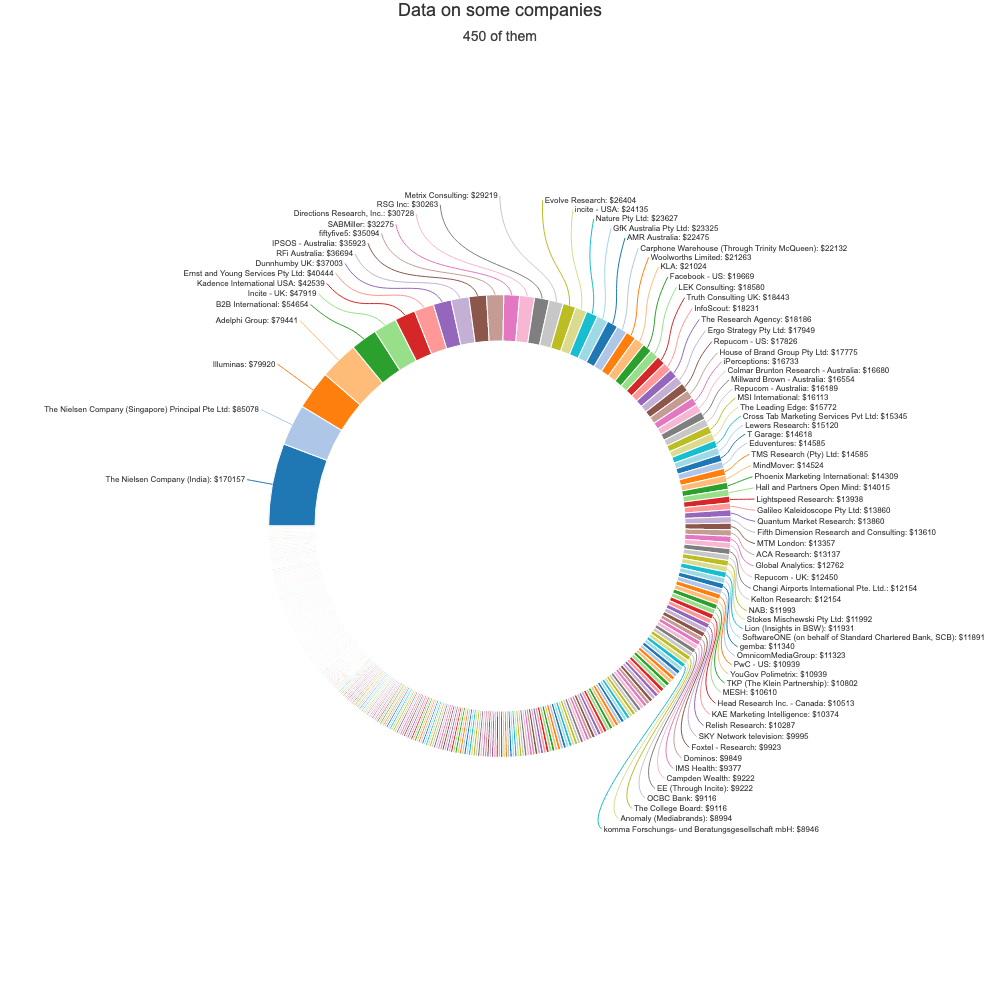 Data on some companies
450 of them
Metrix Consulting: $29219
RSG Inc: $30263
Directions Research, Inc.: $30728
SABMiller: $32275
fiftyfive5: $35094
IPSOS - Australia: $35923
RFi Australia: $36694
Dunnhumby UK: $37003
Ernst and Young Services Pty Ltd: $40444
Kadence International USA: $42539
Incite - UK: $47919
B2B International: $54654
Adelphi Group: $79441
Illuminas: $79920
The Nielsen Company (Singapore) Principal Pte Ltd: $85078
The Nielsen Company (India): $170157
Evolve Research: $26404
incite - USA: $24135
Nature Pty Ltd: $23627
GfK Australia Pty Ltd: $23325
AMR Australia: $22475
Carphone Warehouse (Through Trinity McQueen): $22132
Woolworths Limited: $21263
KLA: $21024
Facebook - US: $19669
LEK Consulting: $18580
Truth Consulting UK: $18443
InfoScout: $18231
The Research Agency: $18186
Ergo Strategy Pty Ltd: $17949
Repucom - US: $17826
House of Brand Group Pty Ltd: $17775
iPerceptions: $16733
Colmar Brunton Research - Australia: $16680
Millward Brown - Australia: $16554
Repucom - Australia: $16189
MSI International: $16113
The Leading Edge: $15772
Cross Tab Marketing Services Pvt Ltd: $15345
Lewers Research: $15120
T Garage: $14618
Eduventures: $14585
TMS Research (Pty) Ltd: $14585
MindMover: $14524
Phoenix Marketing International: $14309
Hall and Partners Open Mind: $14015
Lightspeed Research: $13938
Galileo Kaleidoscope Pty Ltd: $13860
Quantum Market Research: $13860
Fifth Dimension Research and Consulting: $13610
MTM London: $13357
ACA Research: $13137
Global Analytics: $12762
Repucom - UK: $12450
Changi Airports International Pte. Ltd.: $12154
Kelton Research: $12154
NAB: $11993
Stokes Mischewski Pty Ltd: $11992
Lion (Insights in BSW): $11931
SoftwareONE (on behalf of Standard Chartered Bank, SCB): $11891
gemba: $11340
OmnicomMediaGroup: $11323
PwC - US: $10939
YouGov Polimetrix: $10939
TKP (The Klein Partnership): $10802
MESH: $10610
Head Research Inc. - Canada: $10513
KAE Marketing Intelligence: $10374
Relish Research: $10287
SKY Network television: $9995
Foxtel - Research: $9923
Dominos: $9849
IMS Health: $9377
Campden Wealth: $9222
EE (Through Incite): $9222
OCBC Bank: $9116
The College Board: $9116
Anomaly (Mediabrands): $8994
komma Forschungs- und Beratungsgesellschaft mbH: $8946